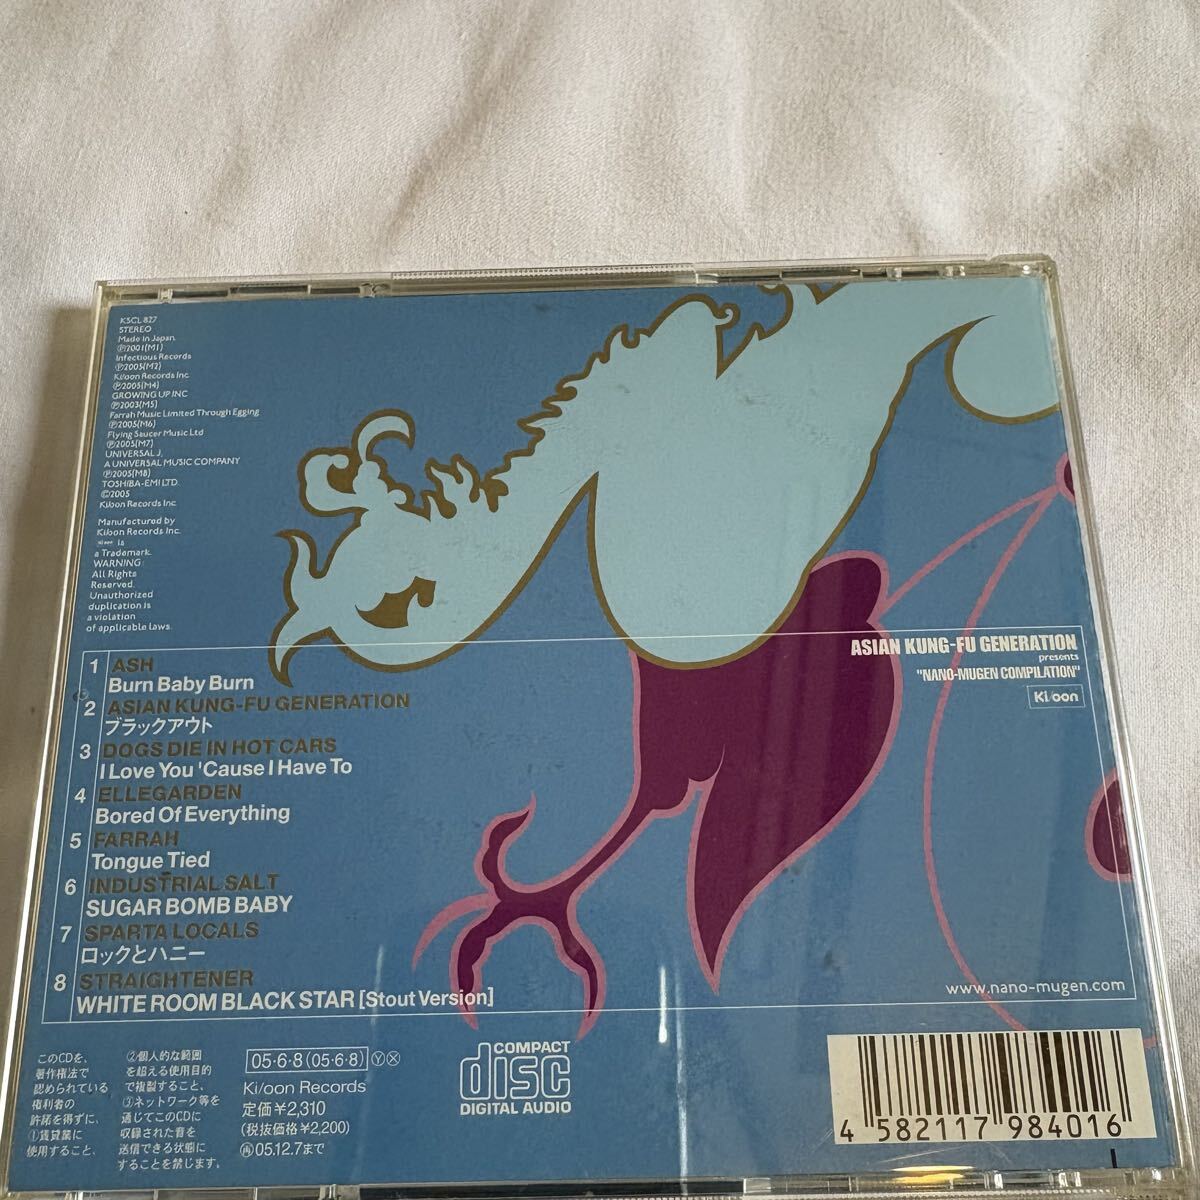 KSCL 827
STEREO
Made in Japan.
Ⓟ2001(M1)
Infectious Records
Ⓟ2005(M2)
Ki/oon Records Inc.
Ⓟ2005(M4)
GROWING UP INC
Ⓟ2003(M5)
Farrah Music Limited Through Egging
Ⓟ2005(M6)
Flying Saucer Music Ltd
Ⓟ2005(M7)
UNIVERSAL J,
A UNIVERSAL MUSIC COMPANY
Ⓟ2005(M8)
TOSHIBA-EMI LTD.
©2005
Ki/oon Records Inc.
Manufactured by
Ki/oon Records Inc.
is
a Trademark.
WARNING:
All Rights
Reserved.
Unauthorized
duplication is
a violation
of applicable laws.
ASIAN KUNG-FU GENERATION
presents
"NANO-MUGEN COMPILATION"
Ki/oon
1 ASH
Burn Baby Burn
2 ASIAN KUNG-FU GENERATION
ブラックアウト
3 DOGS DIE IN HOT CARS
I Love You 'Cause I Have To
4 ELLEGARDEN
Bored Of Everything
5 FARRAH
Tongue Tied
6 INDUSTRIAL SALT
SUGAR BOMB BABY
7 SPARTA LOCALS
ロックとハニー
8 STRAIGHTENER
WHITE ROOM BLACK STAR [Stout Version]
www.nano-mugen.com
このCDを、
著作権法で
認められている
権利者の
許諾を得ずに、
①賃貸業に
使用すること、
②個人的な範囲
を超える使用目的
で複製すること、
③ネットワーク等を
通じてこのCDに
収録された音を
送信できる状態に
することを禁じます。
05・6・8 (05・6・8) Ⓨ Ⓧ
Ki/oon Records
定価¥2,310
(税抜価格¥2,200)
㊢05.12.7まで
COMPACT
disc
DIGITAL AUDIO
4 582117 984016